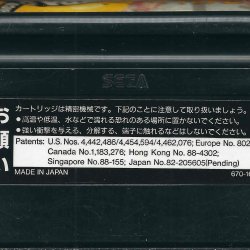 SEGA
お願い
カートリッジは精密機械です。下記のことに注意して取り扱いましょう。
●高温や低温、水などで濡れる恐れのある場所に置かないでください。
●強い衝撃を与える、分解する、端子に触れるなどはしないでください。
Patents: U.S. Nos. 4,442,486/4,454,594/4,462,076; Europe No. 802
Canada No.1,183,276; Hong Kong No. 88-4302;
Singapore No.88-155; Japan No. 82-205605(Pending)
MADE IN JAPAN
670-1